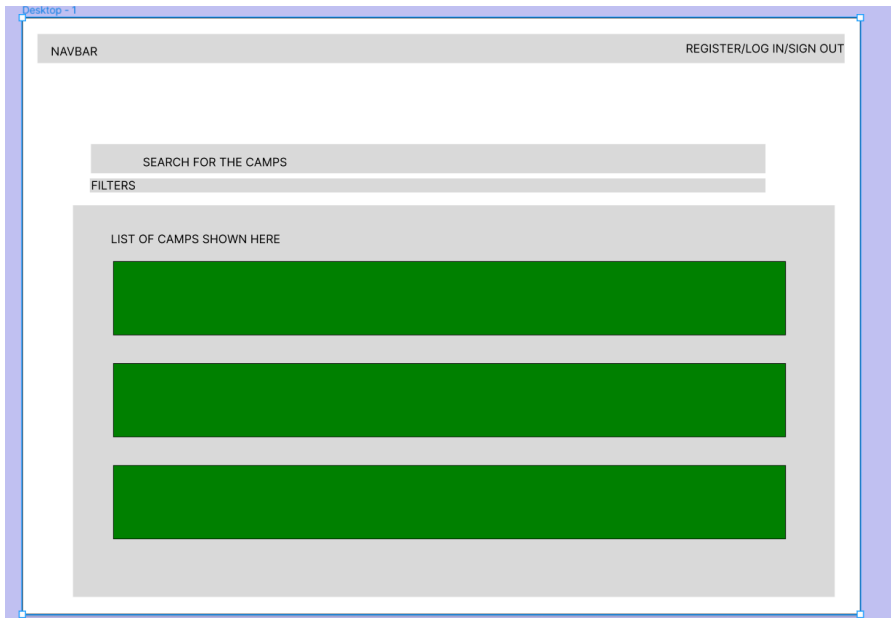 Desktop - 1
NAVBAR
REGISTER/LOG IN/SIGN OUT
SEARCH FOR THE CAMPS
FILTERS
LIST OF CAMPS SHOWN HERE